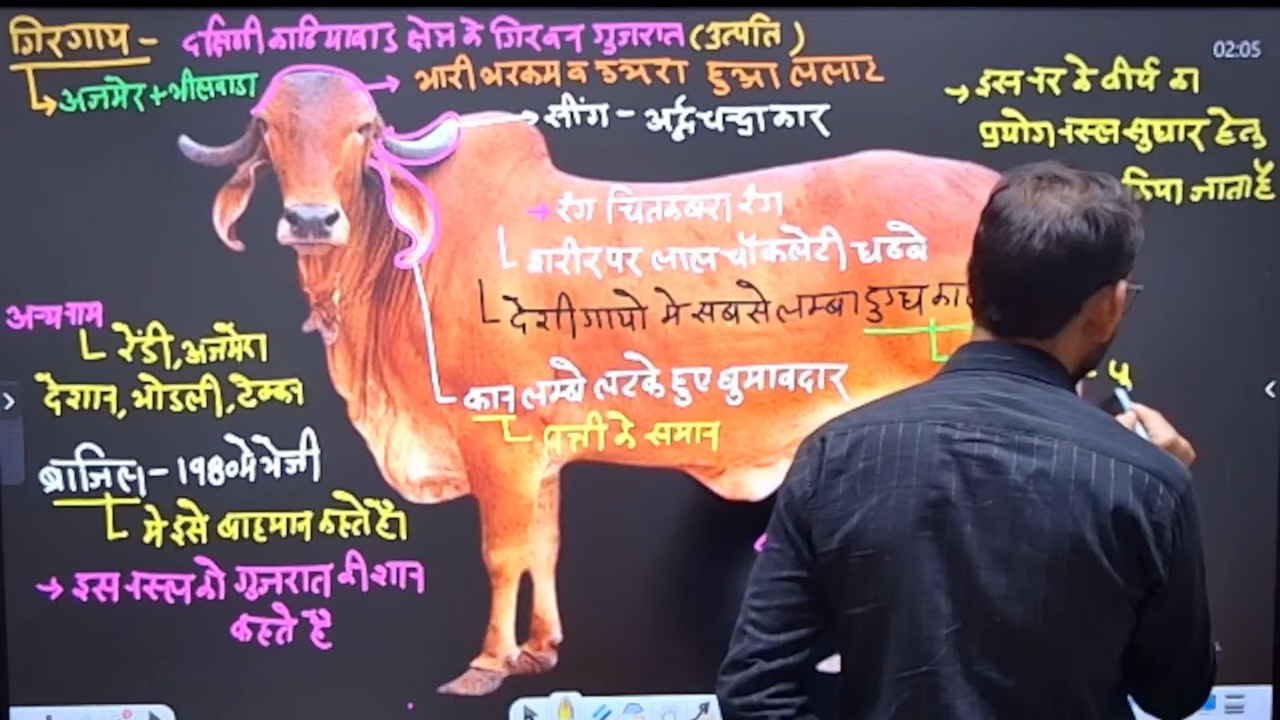 गिरगाय - दक्षिणी काठियावाड़ क्षेत्र के गिरवन गुजरात (उत्पति)
02:05
अजमेर + भीलवाडा
भारी भरकम व उभरा हुआ ललाट
सींग - अर्द्धचन्द्राकार
इस नर के वीर्य का
प्रयोग नस्ल सुधार हेतु
किया जाता है
रंग चितकबरा रंग
शरीर पर लाल चॉकलेटी धब्बे
देशी गायो मे सबसे लम्बा दुग्ध का
अन्य नाम
रेंडी, अजमेरा
देशान, भोडली,
कान लम्बे लटके हुए घुमावदार
पत्ती के समान
ब्राजिल - 1980 मे भेजी
मे इसे बाहमान कहते हैं।
इस नस्ल को गुजरात की शान
कहते है